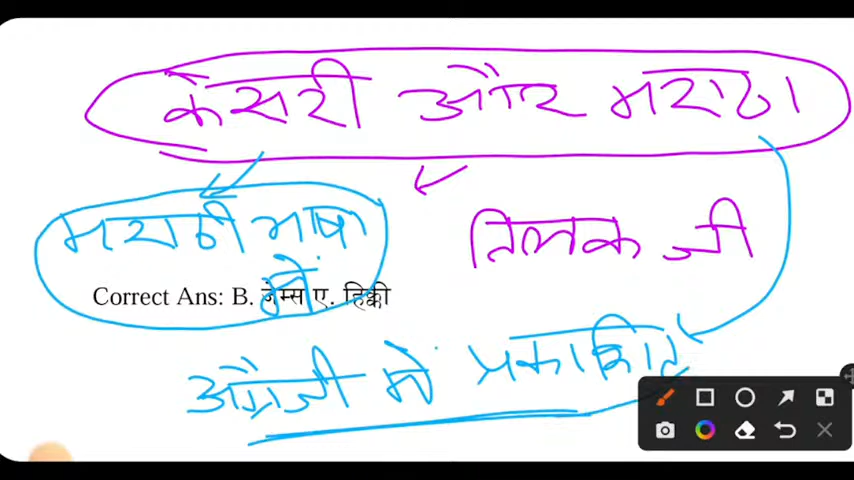 केसरी और मराठा
मराठी भाषा में
तिलक जी
Correct Ans: B. जेम्स ए. हिक्की
अंग्रेजी में प्रकाशित